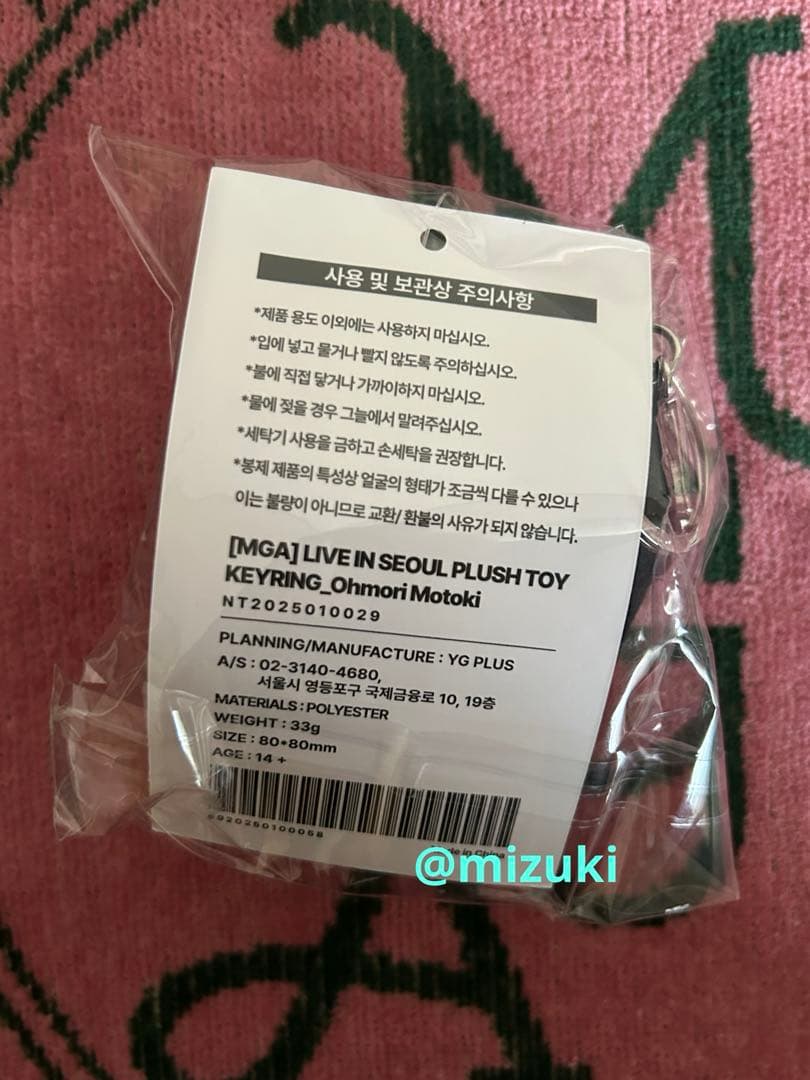 사용 및 보관상 주의사항
*제품 용도 이외에는 사용하지 마십시오.
*입에 넣고 물거나 빨지 않도록 주의하십시오.
*불에 직접 닿거나 가까이하지 마십시오.
*물에 젖을 경우 그늘에서 말려주십시오.
*세탁기 사용을 금하고 손세탁을 권장합니다.
*봉제 제품의 특성상 얼굴의 형태가 조금씩 다를 수 있으나
이는 불량이 아니므로 교환/환불의 사유가 되지 않습니다.
[MGA] LIVE IN SEOUL PLUSH TOY
KEYRING_Ohmori Motoki
NT2025010029
PLANNING/MANUFACTURE : YG PLUS
A/S : 02-3140-4680,
서울시 영등포구 국제금융로 10, 19층
MATERIALS : POLYESTER
WEIGHT : 33g
SIZE : 80*80mm
AGE : 14 +
in China
@mizuki